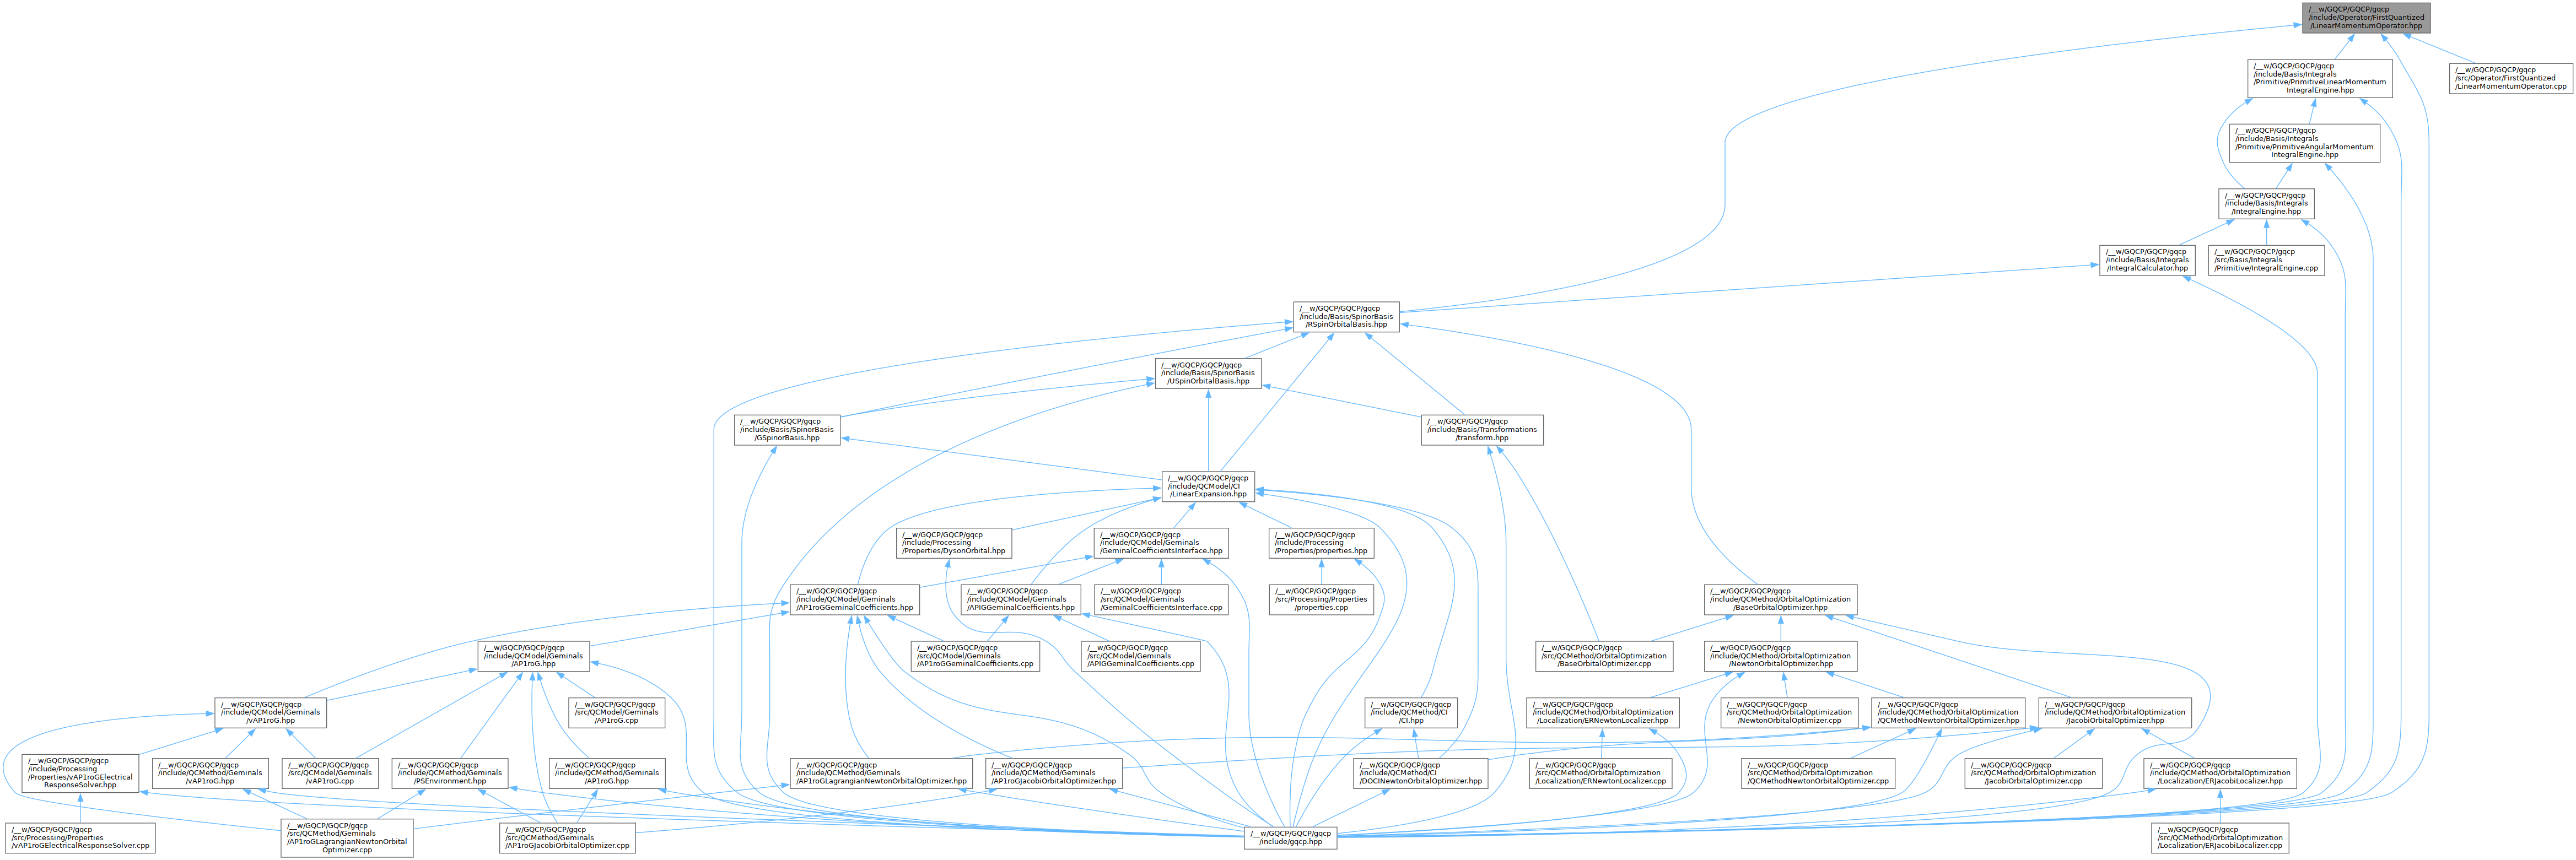 /__w/GQCP/GQCP/gqcp
/include/Operator/FirstQuantized
/LinearMomentumOperator.hpp
/__w/GQCP/GQCP/gqcp
/include/Basis/Integrals
/Primitive/PrimitiveLinearMomentum
IntegralEngine.hpp
/__w/GQCP/GQCP/gqcp
/src/Operator/FirstQuantized
/LinearMomentumOperator.cpp
/__w/GQCP/GQCP/gqcp
/include/Basis/Integrals
/Primitive/PrimitiveAngularMomentum
IntegralEngine.hpp
/__w/GQCP/GQCP/gqcp
/include/Basis/Integrals
/IntegralEngine.hpp
/__w/GQCP/GQCP/gqcp
/include/Basis/Integrals
/IntegralCalculator.hpp
/__w/GQCP/GQCP/gqcp
/src/Basis/Integrals
/Primitive/IntegralEngine.cpp
/__w/GQCP/GQCP/gqcp
/include/Basis/SpinorBasis
/RSpinOrbitalBasis.hpp
/__w/GQCP/GQCP/gqcp
/include/Basis/SpinorBasis
/USpinOrbitalBasis.hpp
/__w/GQCP/GQCP/gqcp
/include/Basis/SpinorBasis
/GSpinorBasis.hpp
/__w/GQCP/GQCP/gqcp
/include/Basis/Transformations
/transform.hpp
/__w/GQCP/GQCP/gqcp
/include/QCModel/CI
/LinearExpansion.hpp
/__w/GQCP/GQCP/gqcp
/include/Processing
/Properties/DysonOrbital.hpp
/__w/GQCP/GQCP/gqcp
/include/QCModel/Geminals
/GeminalCoefficientsInterface.hpp
/__w/GQCP/GQCP/gqcp
/include/Processing
/Properties/properties.hpp
/__w/GQCP/GQCP/gqcp
/include/QCModel/Geminals
/AP1roGGeminalCoefficients.hpp
/__w/GQCP/GQCP/gqcp
/include/QCModel/Geminals
/APIGGeminalCoefficients.hpp
/__w/GQCP/GQCP/gqcp
/src/QCModel/Geminals
/GeminalCoefficientsInterface.cpp
/__w/GQCP/GQCP/gqcp
/src/Processing/Properties
/properties.cpp
/__w/GQCP/GQCP/gqcp
/include/QCMethod/OrbitalOptimization
/BaseOrbitalOptimizer.hpp
/__w/GQCP/GQCP/gqcp
/include/QCModel/Geminals
/AP1roG.hpp
/__w/GQCP/GQCP/gqcp
/src/QCModel/Geminals
/AP1roGGeminalCoefficients.cpp
/__w/GQCP/GQCP/gqcp
/src/QCModel/Geminals
/APIGGeminalCoefficients.cpp
/__w/GQCP/GQCP/gqcp
/src/QCMethod/OrbitalOptimization
/BaseOrbitalOptimizer.cpp
/__w/GQCP/GQCP/gqcp
/include/QCMethod/OrbitalOptimization
/NewtonOrbitalOptimizer.hpp
/__w/GQCP/GQCP/gqcp
/include/QCModel/Geminals
/vAP1roG.hpp
/__w/GQCP/GQCP/gqcp
/src/QCModel/Geminals
/AP1roG.cpp
/__w/GQCP/GQCP/gqcp
/include/QCMethod/CI
/CI.hpp
/__w/GQCP/GQCP/gqcp
/include/QCMethod/OrbitalOptimization
/Localization/ERNewtonLocalizer.hpp
/__w/GQCP/GQCP/gqcp
/src/QCMethod/OrbitalOptimization
/NewtonOrbitalOptimizer.cpp
/__w/GQCP/GQCP/gqcp
/include/QCMethod/OrbitalOptimization
/QCMethodNewtonOrbitalOptimizer.hpp
/__w/GQCP/GQCP/gqcp
/include/QCMethod/OrbitalOptimization
/JacobiOrbitalOptimizer.hpp
/__w/GQCP/GQCP/gqcp
/include/Processing
/Properties/vAP1roGElectrical
ResponseSolver.hpp
/__w/GQCP/GQCP/gqcp
/include/QCMethod/Geminals
/vAP1roG.hpp
/__w/GQCP/GQCP/gqcp
/src/QCModel/Geminals
/vAP1roG.cpp
/__w/GQCP/GQCP/gqcp
/include/QCMethod/Geminals
/PSEnvironment.hpp
/__w/GQCP/GQCP/gqcp
/include/QCMethod/Geminals
/AP1roG.hpp
/__w/GQCP/GQCP/gqcp
/include/QCMethod/Geminals
/AP1roGLagrangianNewtonOrbitalOptimizer.hpp
/__w/GQCP/GQCP/gqcp
/include/QCMethod/Geminals
/AP1roGJacobiOrbitalOptimizer.hpp
/__w/GQCP/GQCP/gqcp
/include/QCMethod/CI
/DOCINewtonOrbitalOptimizer.hpp
/__w/GQCP/GQCP/gqcp
/src/QCMethod/OrbitalOptimization
/Localization/ERNewtonLocalizer.cpp
/__w/GQCP/GQCP/gqcp
/src/QCMethod/OrbitalOptimization
/QCMethodNewtonOrbitalOptimizer.cpp
/__w/GQCP/GQCP/gqcp
/src/QCMethod/OrbitalOptimization
/JacobiOrbitalOptimizer.cpp
/__w/GQCP/GQCP/gqcp
/include/QCMethod/OrbitalOptimization
/Localization/ERJacobiLocalizer.hpp
/__w/GQCP/GQCP/gqcp
/src/Processing/Properties
/vAP1roGElectricalResponseSolver.cpp
/__w/GQCP/GQCP/gqcp
/src/QCMethod/Geminals
/AP1roGLagrangianNewtonOrbital
Optimizer.cpp
/__w/GQCP/GQCP/gqcp
/src/QCMethod/Geminals
/AP1roGJacobiOrbitalOptimizer.cpp
/__w/GQCP/GQCP/gqcp
/include/gqcp.hpp
/__w/GQCP/GQCP/gqcp
/src/QCMethod/OrbitalOptimization
/Localization/ERJacobiLocalizer.cpp